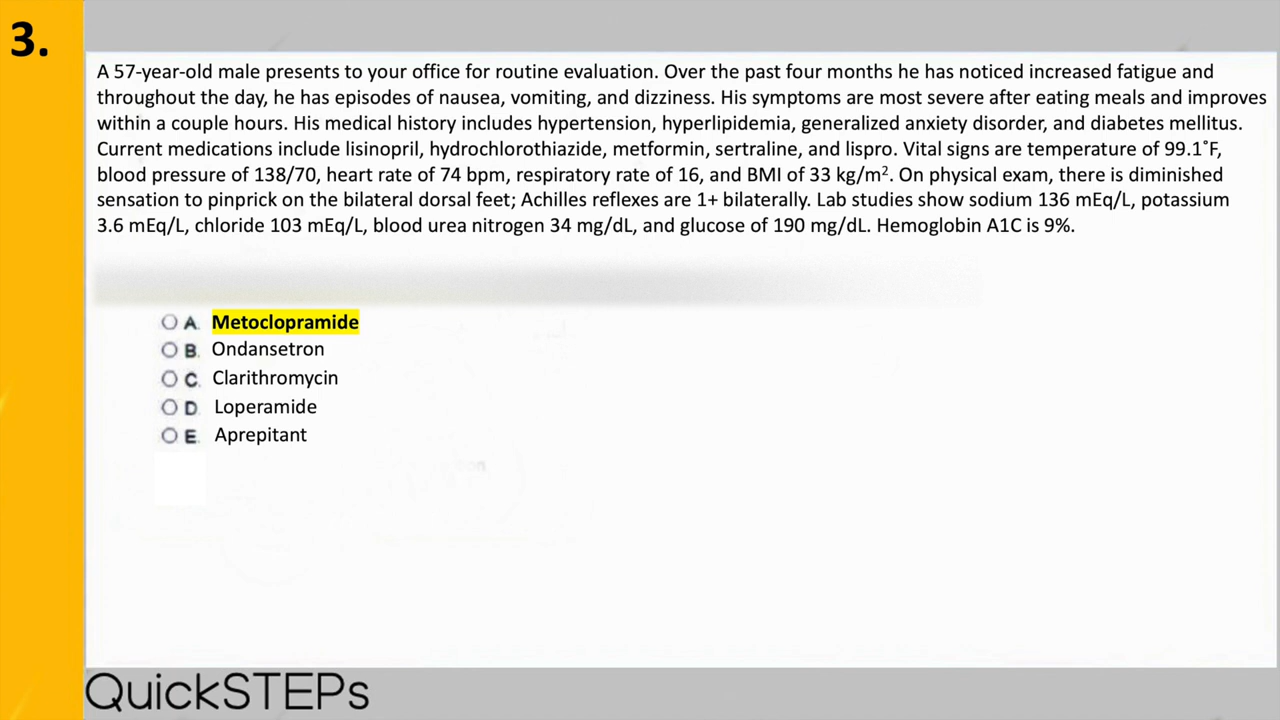 3.
A 57-year-old male presents to your office for routine evaluation. Over the past four months he has noticed increased fatigue and
throughout the day, he has episodes of nausea, vomiting, and dizziness. His symptoms are most severe after eating meals and improves
within a couple hours. His medical history includes hypertension, hyperlipidemia, generalized anxiety disorder, and diabetes mellitus.
Current medications include lisinopril, hydrochlorothiazide, metformin, sertraline, and lispro. Vital signs are temperature of 99.1˚F,
blood pressure of 138/70, heart rate of 74 bpm, respiratory rate of 16, and BMI of 33 kg/m². On physical exam, there is diminished
sensation to pinprick on the bilateral dorsal feet; Achilles reflexes are 1+ bilaterally. Lab studies show sodium 136 mEq/L, potassium
3.6 mEq/L, chloride 103 mEq/L, blood urea nitrogen 34 mg/dL, and glucose of 190 mg/dL. Hemoglobin A1C is 9%.
A. Metoclopramide
B. Ondansetron
C. Clarithromycin
D. Loperamide
E. Aprepitant
QuickSTEPs